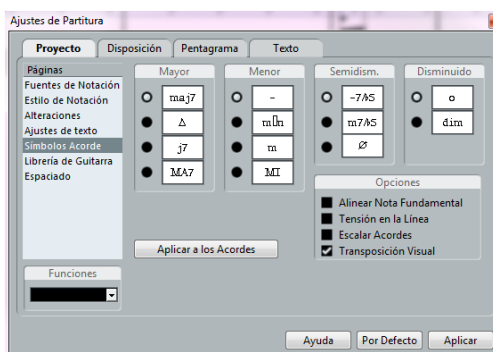 Ajustes de Partitura
Proyecto Disposición Pentagrama Texto
Páginas
Fuentes de Notación
Estilo de Notación
Alteraciones
Ajustes de texto
Símbolos Acorde
Librería de Guitarra
Espaciado
Funciones
Mayor
maj7
Δ
j7
MA7
Menor
-
m
MI
Semidism.
-7/b5
m7/b5
Ø
Disminuido
o
dim
Opciones
Alinear Nota Fundamental
Tensión en la Línea
Escalar Acordes
Transposición Visual
Aplicar a los Acordes
Ayuda Por Defecto Aplicar